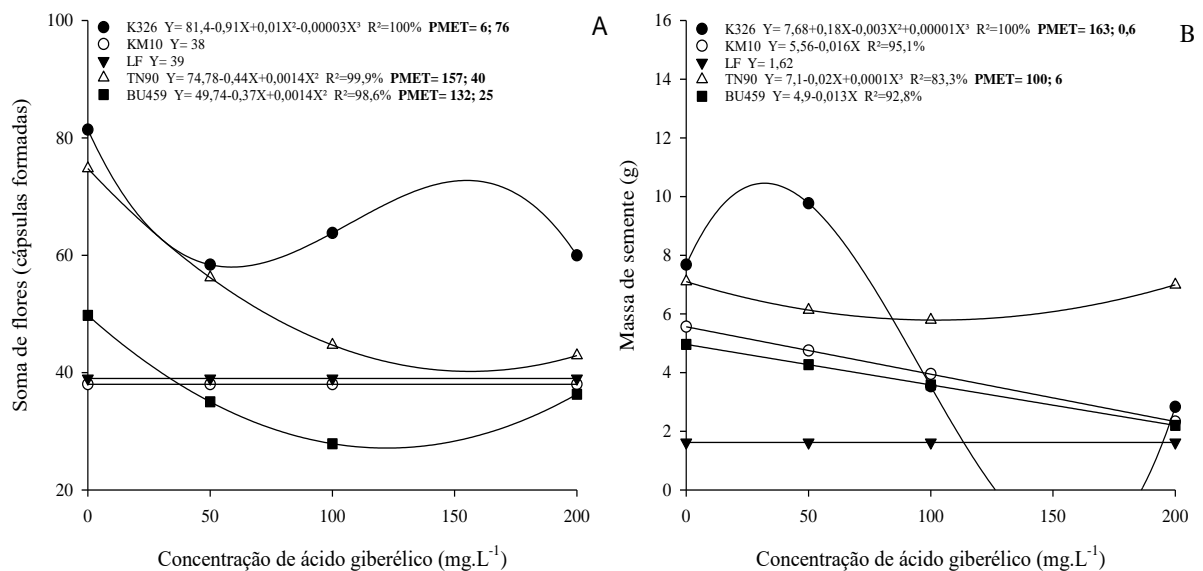 A
K326 Y= 81,4-0,91X+0,01X²-0,00003X³ R²=100% PMET= 6; 76
KM10 Y= 38
LF Y= 39
TN90 Y= 74,78-0,44X+0,0014X² R²=99,9% PMET= 157; 40
BU459 Y= 49,74-0,37X+0,0014X² R²=98,6% PMET= 132; 25
100
80
60
40
20
Soma de flores (cápsulas formadas)
0 50 100 200
Concentração de ácido giberélico (mg.L⁻¹)
B
K326 Y= 7,68+0,18X-0,003X²+0,00001X³ R²=100% PMET= 163; 0,6
KM10 Y= 5,56-0,016X R²=95,1%
LF Y= 1,62
TN90 Y= 7,1-0,02X+0,0001X³ R²=83,3% PMET= 100; 6
BU459 Y= 4,9-0,013X R²=92,8%
16
14
12
10
8
6
4
2
0
Massa de semente (g)
0 50 100 150 200
Concentração de ácido giberélico (mg.L⁻¹)